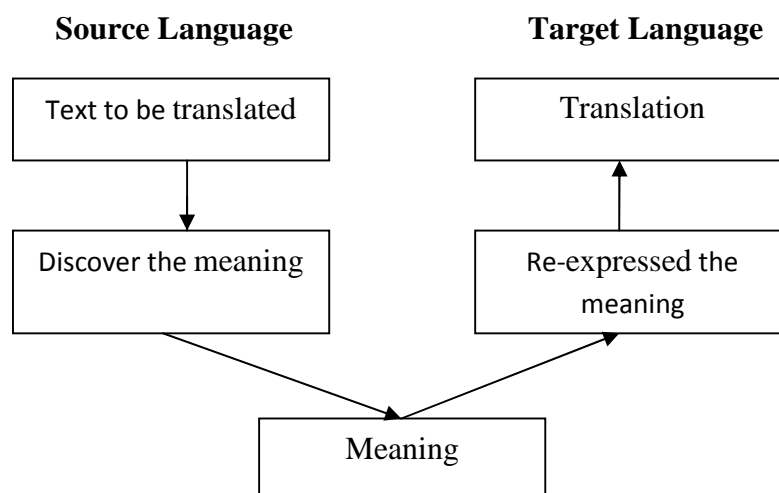 Source Language
Target Language
Text to be translated
Translation
Discover the meaning
Re-expressed the
meaning
Meaning